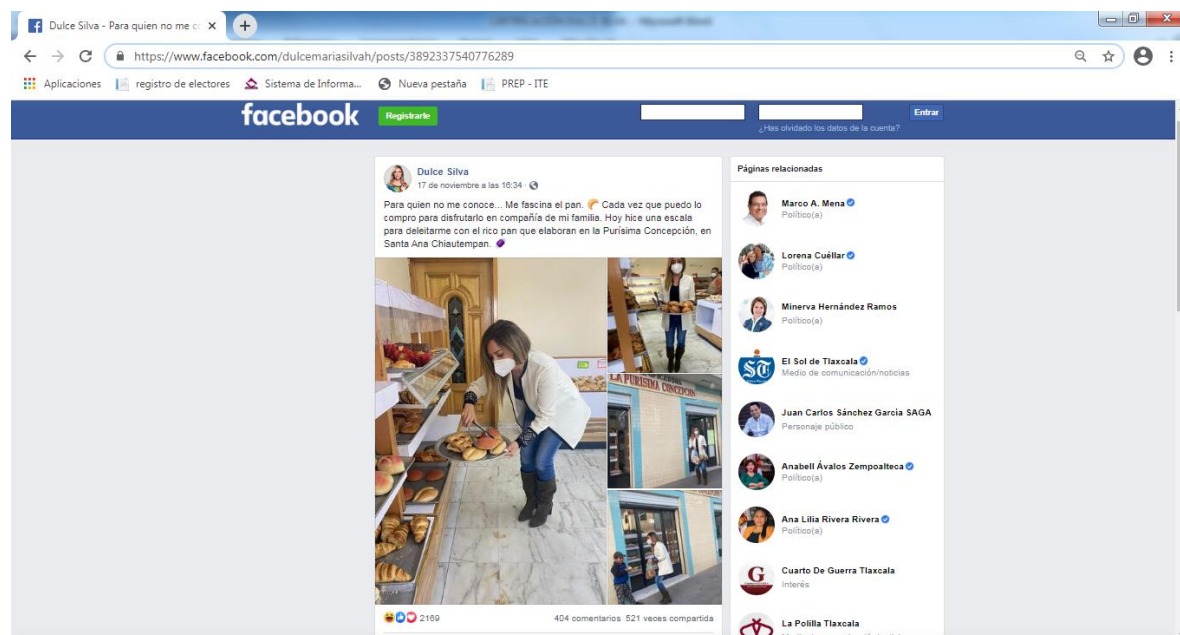 Dulce Silva - Para quien no me c
https://www.facebook.com/dulcemariasilvah/posts/3892337540776289
Aplicaciones registro de electores Sistema de Informa... Nueva pestaña PREP - ITE
facebook Registrarte Entrar
¿Has olvidado los datos de la cuenta?
Dulce Silva
17 de noviembre a las 16:34
Para quien no me conoce... Me fascina el pan. 🥐 Cada vez que puedo lo
compro para disfrutarlo en compañía de mi familia. Hoy hice una escala
para deleitarme con el rico pan que elaboran en la Purísima Concepción, en
Santa Ana Chiautempan.
LA PURISIMA CONCEPCION
2169 404 comentarios 521 veces compartida
Páginas relacionadas
Marco A. Mena
Político(a)
Lorena Cuéllar
Político(a)
Minerva Hernández Ramos
Político(a)
El Sol de Tlaxcala
Medio de comunicación/noticias
Juan Carlos Sánchez García SAGA
Personaje público
Anabell Ávalos Zempoalteca
Político(a)
Ana Lilia Rivera Rivera
Político(a)
Cuarto De Guerra Tlaxcala
Interés
La Polilla Tlaxcala